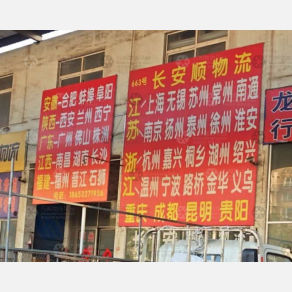 安徽-合肥 蚌埠 阜阳
陕西-西安 兰州 西宁
广东-广州 佛山 株洲
江西-南昌 湖南 长沙
福建-福州 晋江 石狮
663号 长安顺物流
江 上海 无锡 苏州 常州 南通
苏 南京 扬州 泰州 徐州 淮安
浙 杭州 嘉兴 桐乡 湖州 绍兴
江 温州 宁波 路桥 金华 义乌
重庆 成都 昆明 贵阳
龙
行